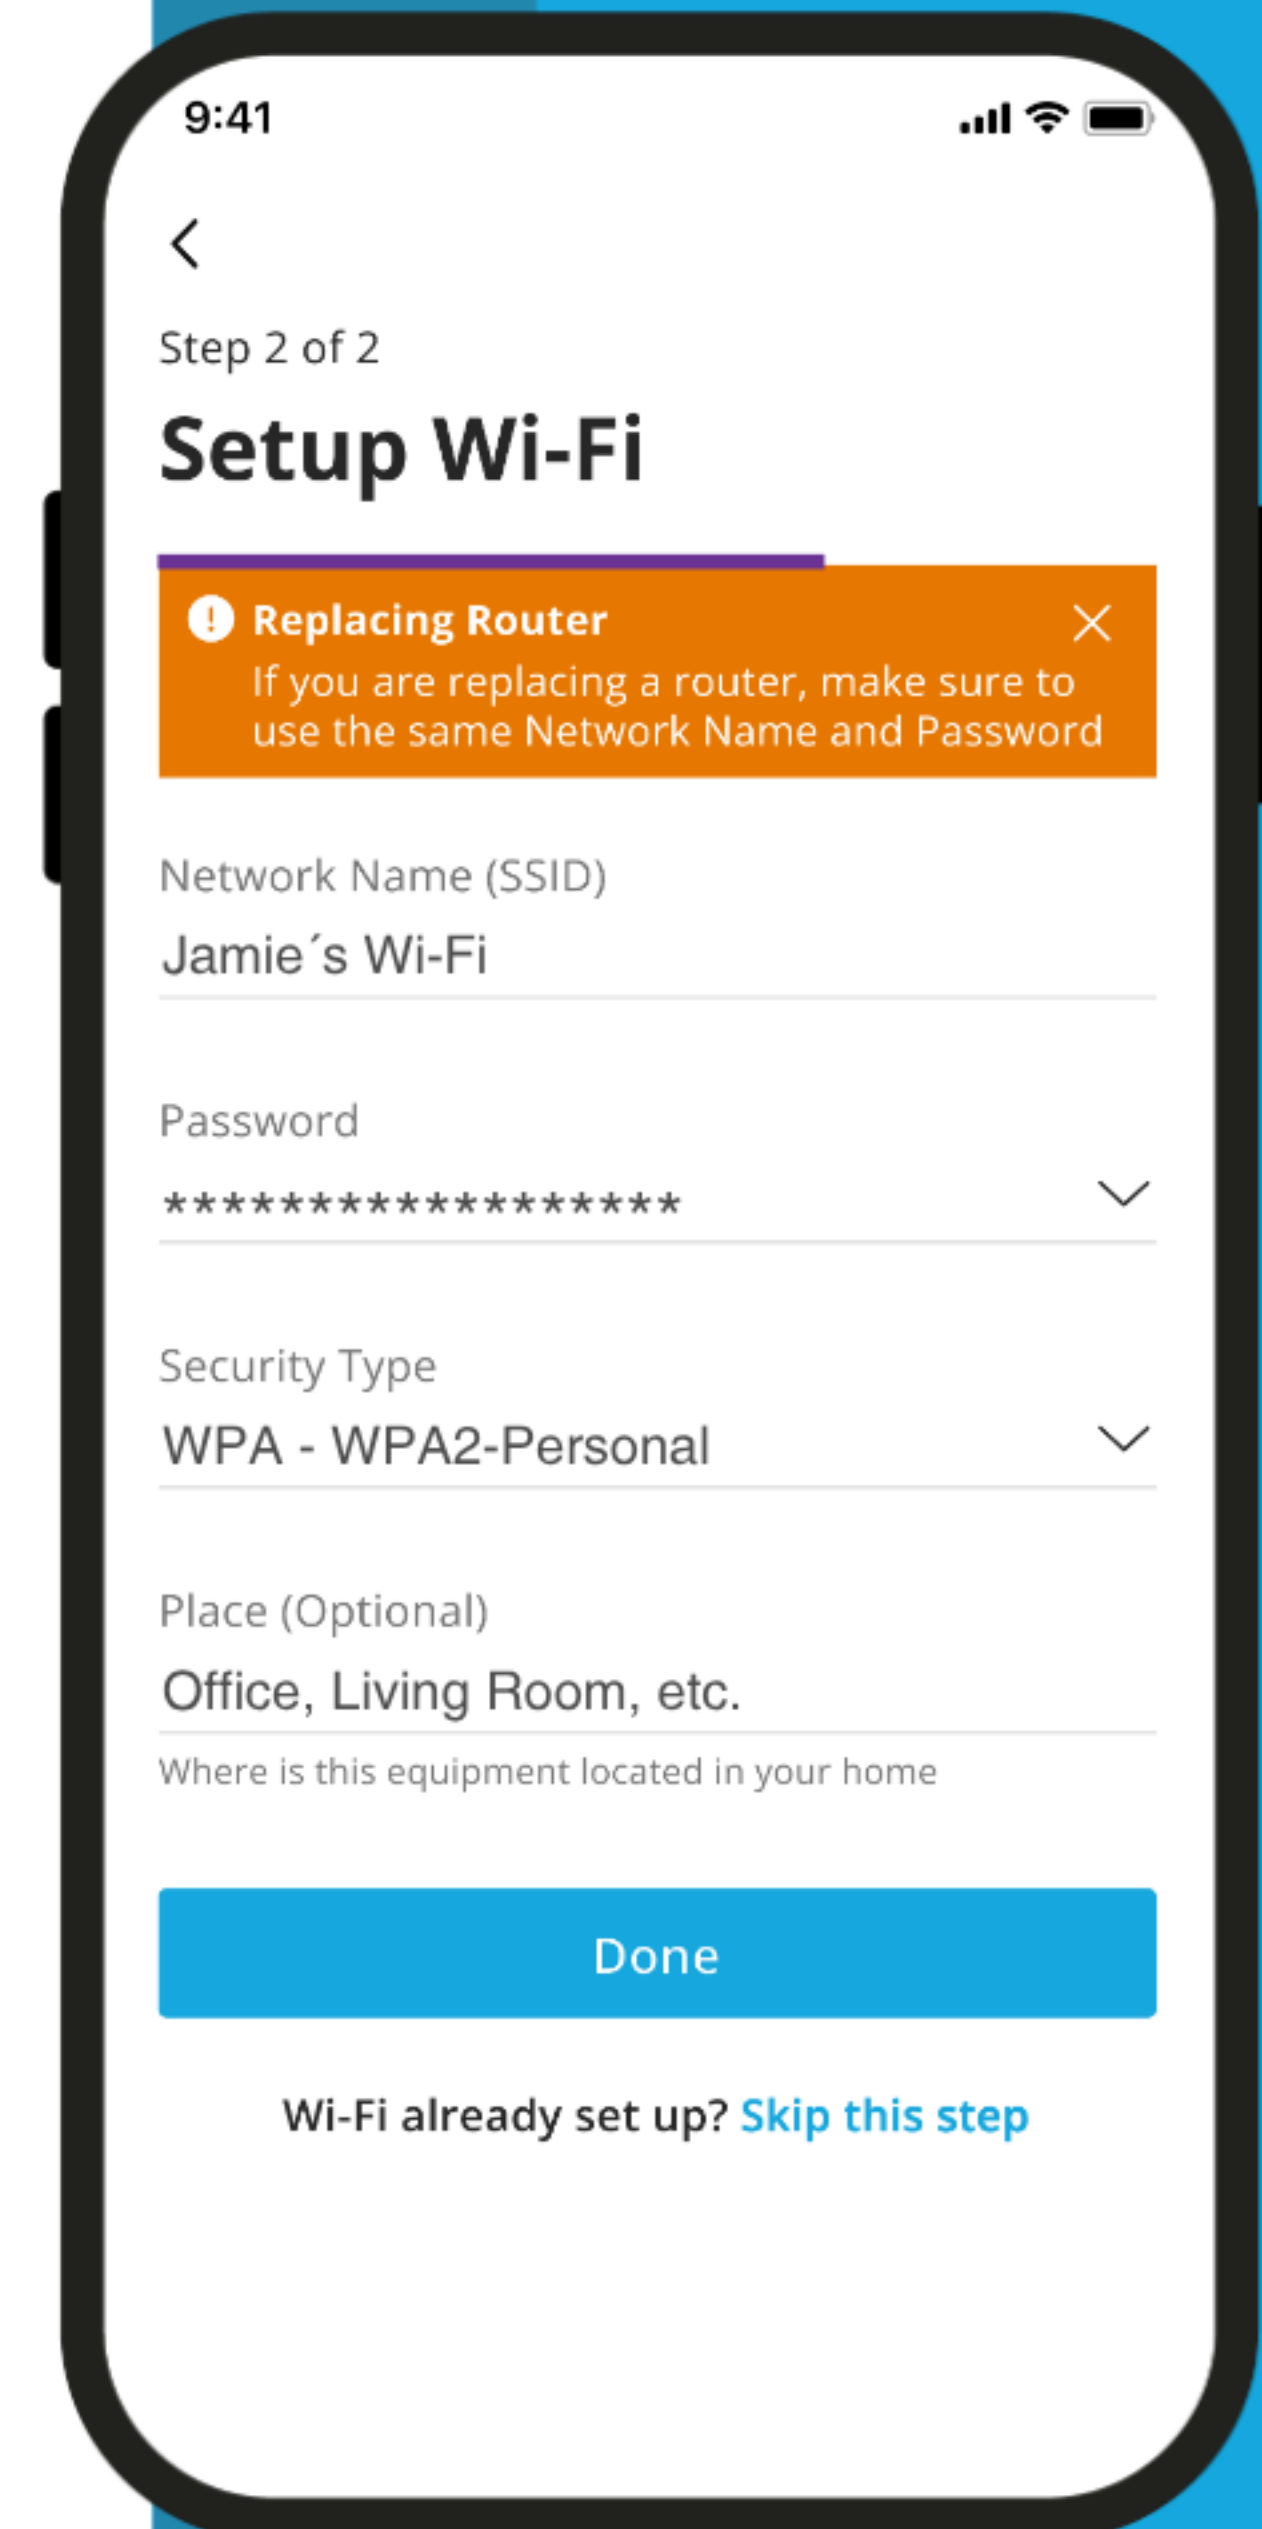 9:41
Step 2 of 2
Setup Wi-Fi
Replacing Router
If you are replacing a router, make sure to
use the same Network Name and Password
Network Name (SSID)
Jamie´s Wi-Fi
Password
******************
Security Type
WPA - WPA2-Personal
Place (Optional)
Office, Living Room, etc.
Where is this equipment located in your home
Done
Wi-Fi already set up? Skip this step